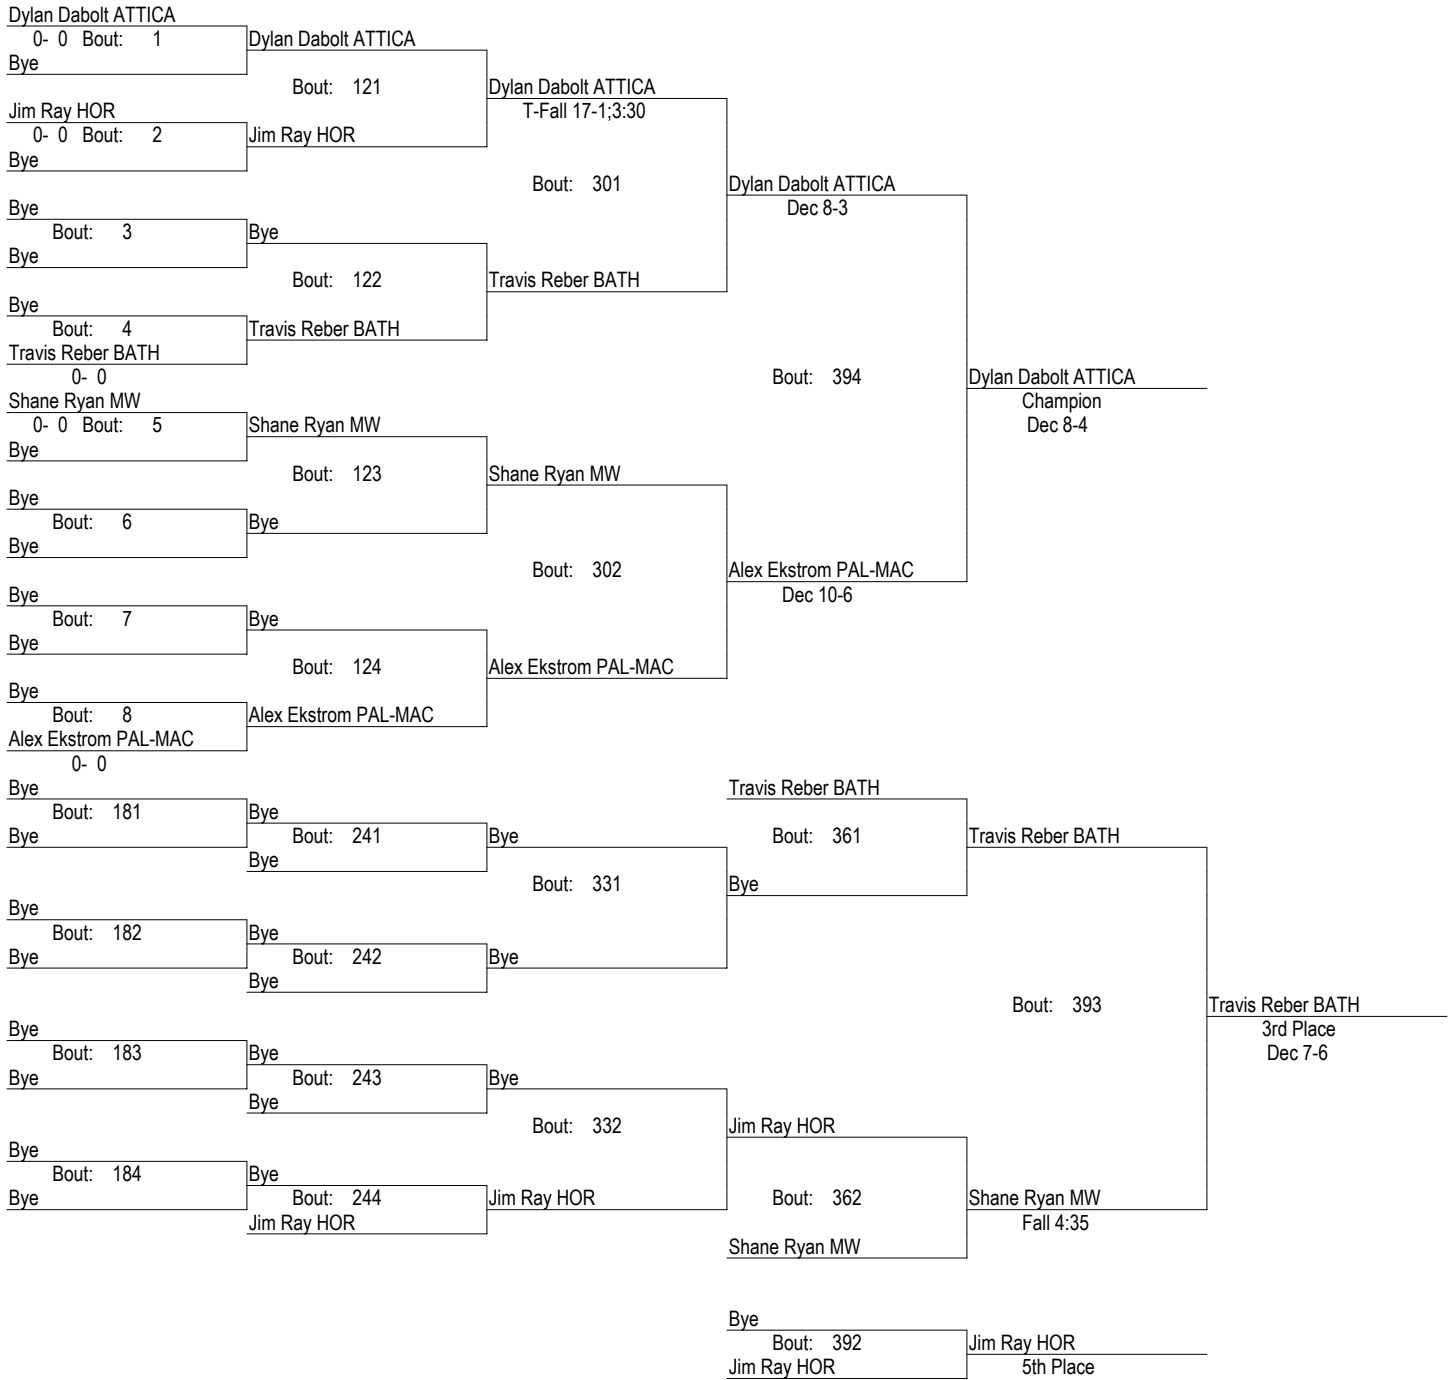 Dylan Dabolt ATTICA
0- 0 Bout: 1 Dylan Dabolt ATTICA
Bye
Bout: 121 Dylan Dabolt ATTICA
Jim Ray HOR T-Fall 17-1;3:30
0- 0 Bout: 2 Jim Ray HOR
Bye
Bout: 301 Dylan Dabolt ATTICA
Bye Dec 8-3
Bout: 3 Bye
Bye
Bout: 122 Travis Reber BATH
Bye
Bout: 4 Travis Reber BATH
Travis Reber BATH
0- 0 Bout: 394 Dylan Dabolt ATTICA
Shane Ryan MW Champion
0- 0 Bout: 5 Shane Ryan MW Dec 8-4
Bye
Bout: 123 Shane Ryan MW
Bye
Bout: 6 Bye
Bye
Bout: 302 Alex Ekstrom PAL-MAC
Bye Dec 10-6
Bout: 7 Bye
Bye
Bout: 124 Alex Ekstrom PAL-MAC
Bye
Bout: 8 Alex Ekstrom PAL-MAC
Alex Ekstrom PAL-MAC
0- 0
Bye Travis Reber BATH
Bout: 181 Bye
Bye Bout: 241 Bye Bout: 361 Travis Reber BATH
Bye
Bout: 331 Bye
Bye
Bout: 182 Bye
Bye Bout: 242 Bye
Bye
Bout: 393 Travis Reber BATH
Bye 3rd Place
Bout: 183 Bye Dec 7-6
Bye Bout: 243 Bye
Bye
Bout: 332 Jim Ray HOR
Bye
Bout: 184 Bye
Bye Bout: 244 Jim Ray HOR Bout: 362 Shane Ryan MW
Jim Ray HOR Fall 4:35
Shane Ryan MW
Bye
Bout: 392 Jim Ray HOR
Jim Ray HOR 5th Place